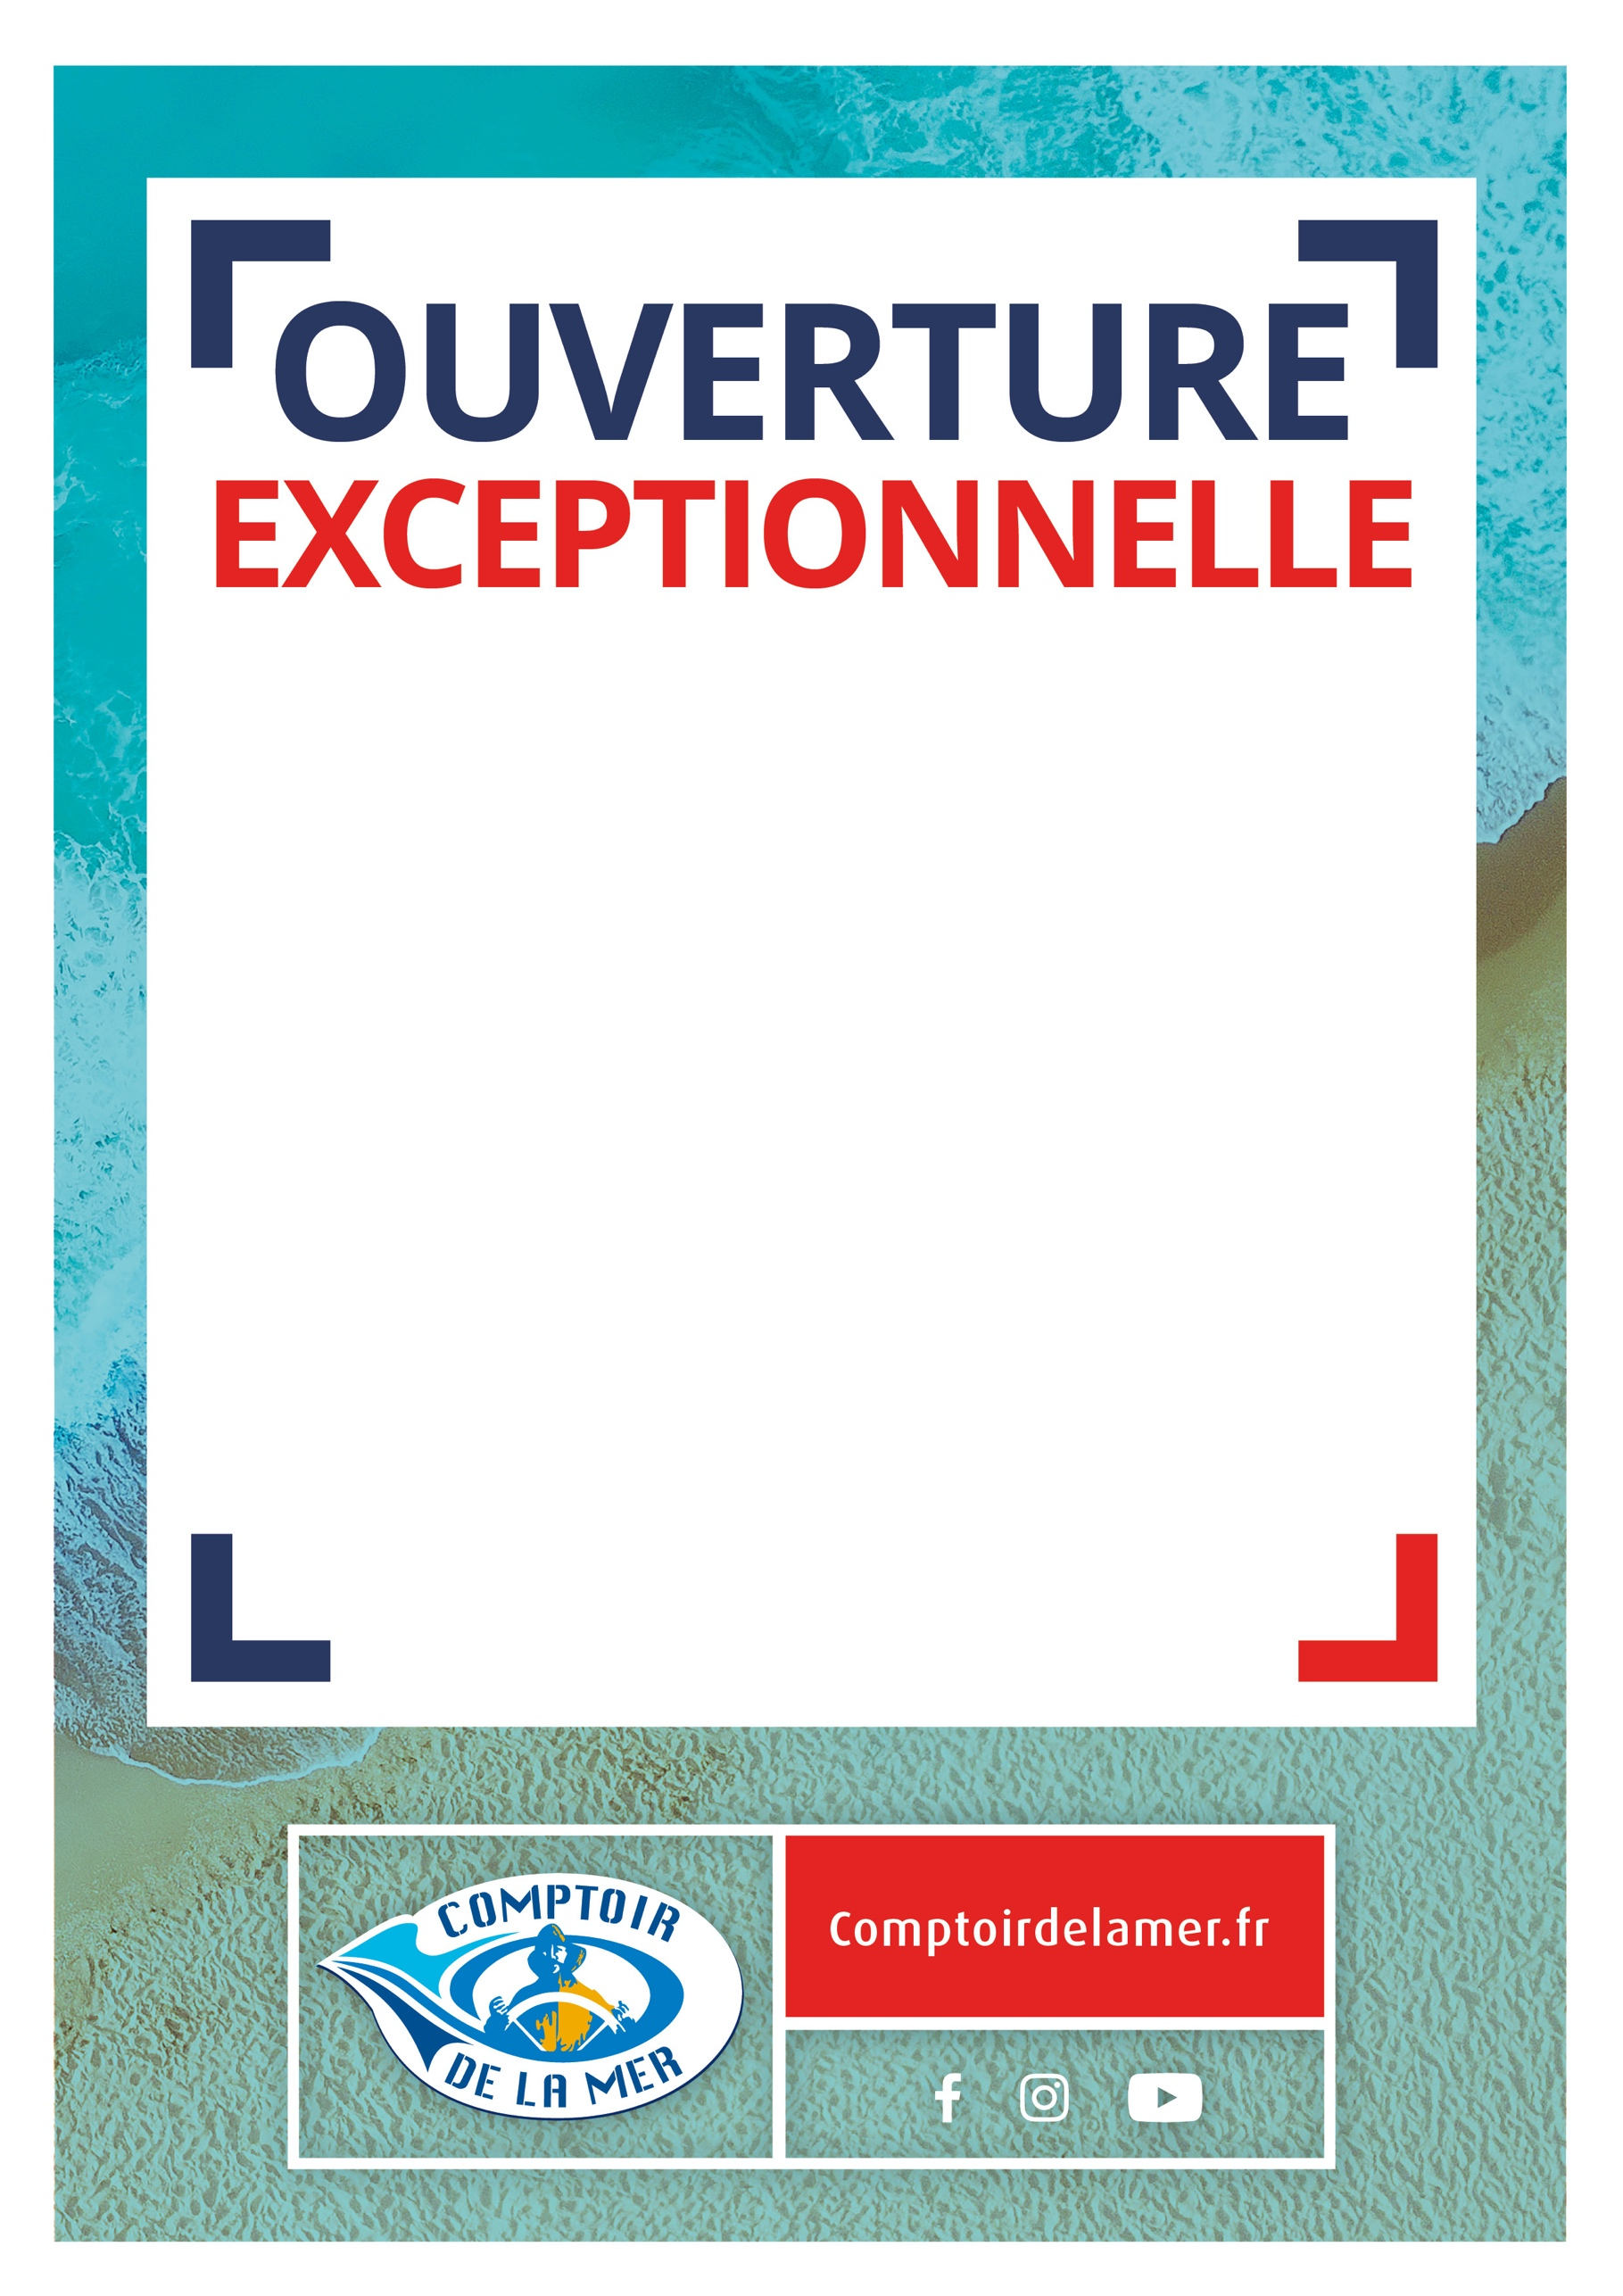 OUVERTURE
EXCEPTIONNELLE
COMPTOIR
DE LA MER
Comptoirdelamer.fr